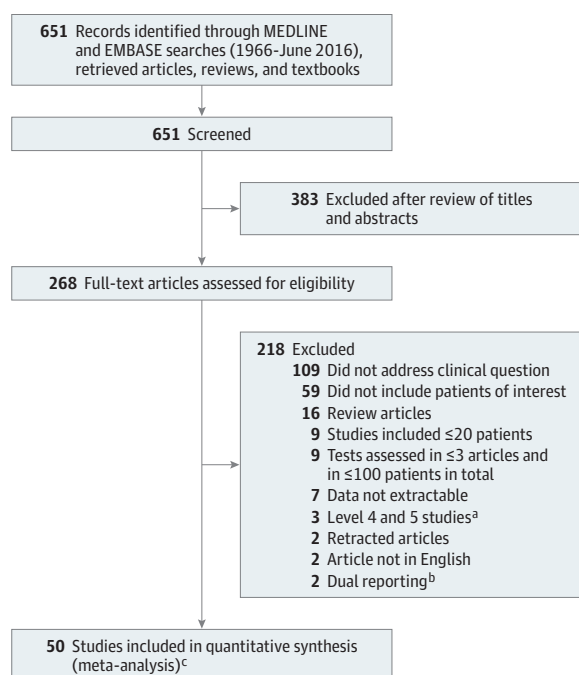 651 Records identified through MEDLINE
and EMBASE searches (1966-June 2016),
retrieved articles, reviews, and textbooks
651 Screened
383 Excluded after review of titles
and abstracts
268 Full-text articles assessed for eligibility
218 Excluded
109 Did not address clinical question
59 Did not include patients of interest
16 Review articles
9 Studies included ≤20 patients
9 Tests assessed in ≤3 articles and
in ≤100 patients in total
7 Data not extractable
3 Level 4 and 5 studiesᵃ
2 Retracted articles
2 Article not in English
2 Dual reportingᵇ
50 Studies included in quantitative synthesis
(meta-analysis)ᶜ